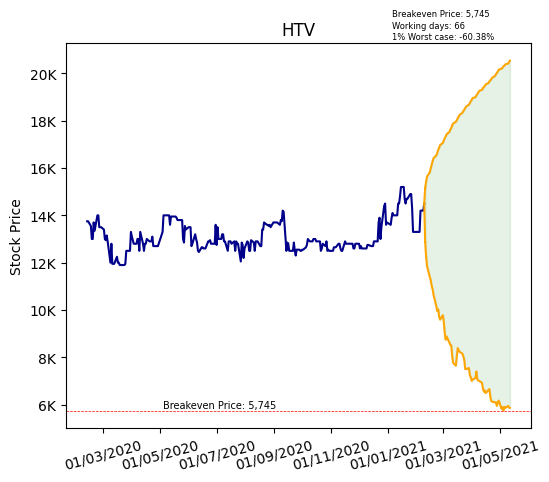 Breakeven Price: 5,745
Working days: 66
1% Worst case: -60.38%
HTV
Stock Price
20K
18K
16K
14K
12K
10K
8K
6K
Breakeven Price: 5,745
01/03/2020
01/05/2020
01/07/2020
01/09/2020
01/11/2020
01/01/2021
01/03/2021
01/05/2021